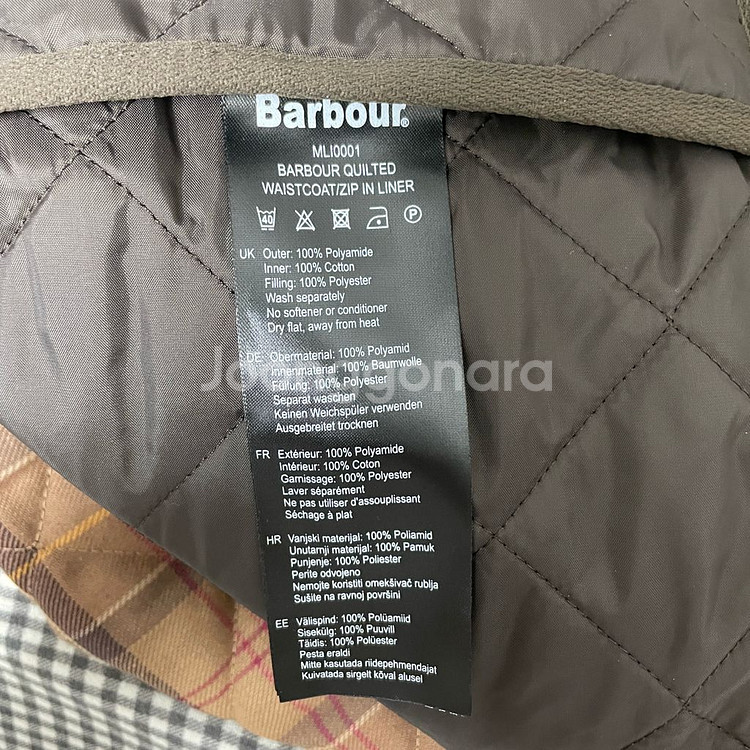 Barbour®
MLI0001
BARBOUR QUILTED
WAISTCOAT/ZIP IN LINER
40 P
UK Outer: 100% Polyamide
Inner: 100% Cotton
Filling: 100% Polyester
Wash separately
No softener or conditioner
Dry flat, away from heat
DE Obermaterial: 100% Polyamid
Innenmaterial: 100% Baumwolle
Füllung: 100% Polyester
Separat waschen
Keinen Weichspüler verwenden
Ausgebreitet trocknen
FR Extérieur: 100% Polyamide
Intérieur: 100% Coton
Garnissage: 100% Polyester
Laver séparément
Ne pas utiliser d'assouplissant
Séchage à plat
HR Vanjski materijal: 100% Poliamid
Unutarnji materijal: 100% Pamuk
Punjenje: 100% Poliester
Perite odvojeno
Nemojte koristiti omekšivač rublja
Sušite na ravnoj površini
EE Välispind: 100% Polüamiid
Sisekülg: 100% Puuvill
Täidis: 100% Polüester
Pesta eraldi
Mitte kasutada riidepehmendajat
Kuivatada sirgelt kõval alusel